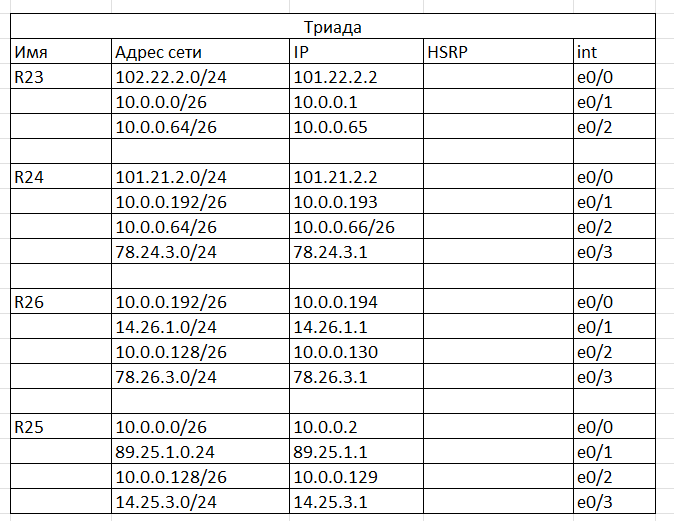 Триада
Имя Адрес сети IP HSRP int
R23 102.22.2.0/24 101.22.2.2 e0/0
10.0.0.0/26 10.0.0.1 e0/1
10.0.0.64/26 10.0.0.65 e0/2
R24 101.21.2.0/24 101.21.2.2 e0/0
10.0.0.192/26 10.0.0.193 e0/1
10.0.0.64/26 10.0.0.66/26 e0/2
78.24.3.0/24 78.24.3.1 e0/3
R26 10.0.0.192/26 10.0.0.194 e0/0
14.26.1.0/24 14.26.1.1 e0/1
10.0.0.128/26 10.0.0.130 e0/2
78.26.3.0/24 78.26.3.1 e0/3
R25 10.0.0.0/26 10.0.0.2 e0/0
89.25.1.0.24 89.25.1.1 e0/1
10.0.0.128/26 10.0.0.129 e0/2
14.25.3.0/24 14.25.3.1 e0/3